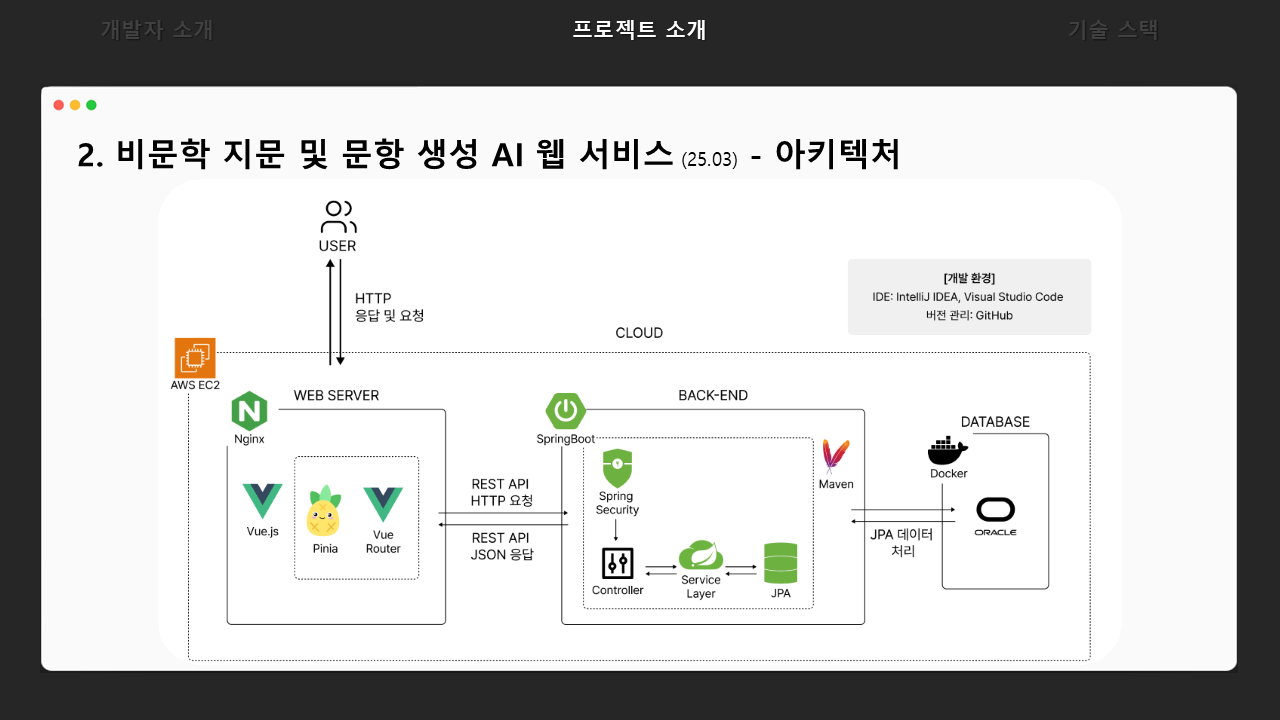 개발자 소개
프로젝트 소개
기술 스택
2. 비문학 지문 및 문항 생성 AI 웹 서비스 (25.03) - 아키텍처
USER
HTTP
응답 및 요청
[개발 환경]
IDE: IntelliJ IDEA, Visual Studio Code
버전 관리: GitHub
CLOUD
AWS EC2
WEB SERVER
Nginx
Vue.js
Pinia
Vue
Router
REST API
HTTP 요청
REST API
JSON 응답
BACK-END
SpringBoot
Spring
Security
Maven
Controller
Service
Layer
JPA
JPA 데이터
처리
DATABASE
Docker
ORACLE